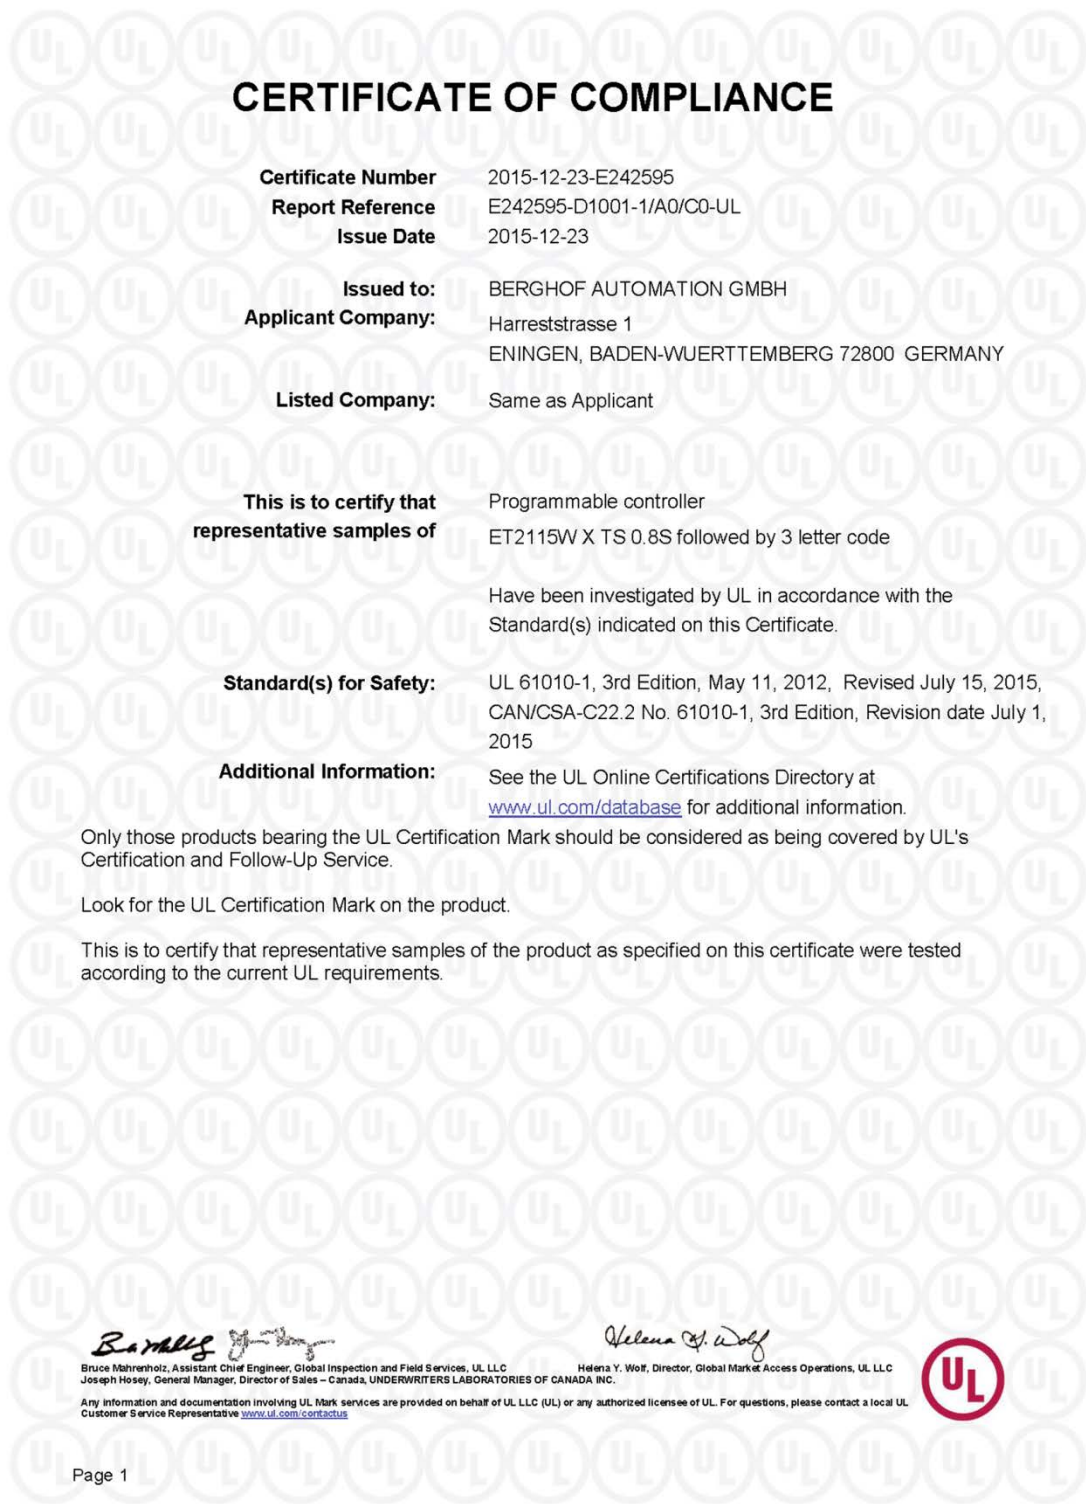 CERTIFICATE OF COMPLIANCE
Certificate Number 2015-12-23-E242595
Report Reference E242595-D1001-1/A0/C0-UL
Issue Date 2015-12-23
Issued to: BERGHOF AUTOMATION GMBH
Applicant Company: Harreststrasse 1
ENINGEN, BADEN-WUERTTEMBERG 72800 GERMANY
Listed Company: Same as Applicant
This is to certify that Programmable controller
representative samples of ET2115W X TS 0.8S followed by 3 letter code
Have been investigated by UL in accordance with the
Standard(s) indicated on this Certificate.
Standard(s) for Safety: UL 61010-1, 3rd Edition, May 11, 2012, Revised July 15, 2015,
CAN/CSA-C22.2 No. 61010-1, 3rd Edition, Revision date July 1,
2015
Additional Information: See the UL Online Certifications Directory at
www.ul.com/database for additional information.
Only those products bearing the UL Certification Mark should be considered as being covered by UL's
Certification and Follow-Up Service.
Look for the UL Certification Mark on the product.
This is to certify that representative samples of the product as specified on this certificate were tested
according to the current UL requirements.
Helena Y. Wolf
Bruce Mahrenholz, Assistant Chief Engineer, Global Inspection and Field Services, UL LLC Helena Y. Wolf, Director, Global Market Access Operations, UL LLC
Joseph Hosey, General Manager, Director of Sales – Canada, UNDERWRITERS LABORATORIES OF CANADA INC.
Any information and documentation involving UL Mark services are provided on behalf of UL LLC (UL) or any authorized licensee of UL. For questions, please contact a local UL
Customer Service Representative www.ul.com/contactus
UL
Page 1